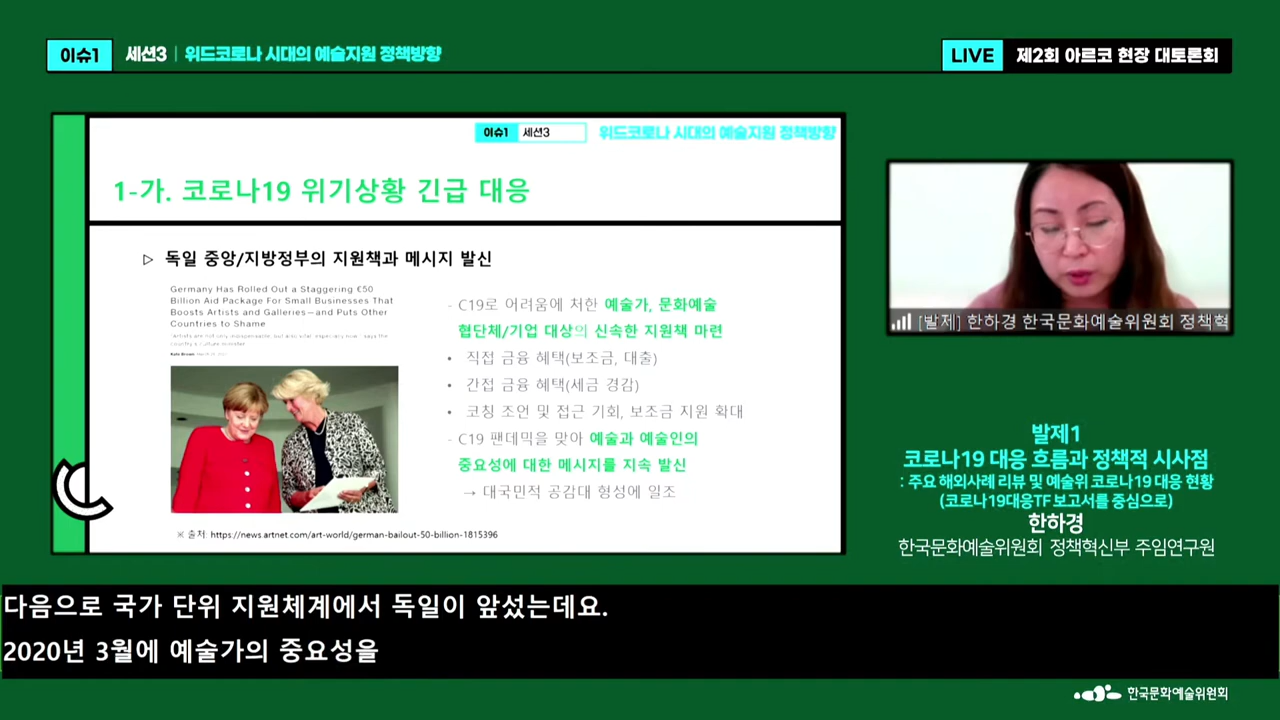 이슈1 세션3 | 위드코로나 시대의 예술지원 정책방향
LIVE 제2회 아르코 현장 대토론회
이슈1 세션3 위드코로나 시대의 예술지원 정책방향
1-가. 코로나19 위기상황 긴급 대응
▷ 독일 중앙/지방정부의 지원책과 메시지 발신
Germany Has Rolled Out a Staggering €50
Billion Aid Package For Small Businesses That
Boosts Artists and Galleries—and Puts Other
Countries to Shame
"Artists are not only indispensable, but also vital, especially now," says the
country's culture minister.
Kate Brown
- C19로 어려움에 처한 예술가, 문화예술
협단체/기업 대상의 신속한 지원책 마련
• 직접 금융 혜택(보조금, 대출)
• 간접 금융 혜택(세금 경감)
• 코칭 조언 및 접근 기회, 보조금 지원 확대
- C19 팬데믹을 맞아 예술과 예술인의
중요성에 대한 메시지를 지속 발신
→ 대국민적 공감대 형성에 일조
※ 출처: https://news.artnet.com/art-world/german-bailout-50-billion-1815396
[발제] 한하경 한국문화예술위원회 정책혁
발제1
코로나19 대응 흐름과 정책적 시사점
: 주요 해외사례 리뷰 및 예술위 코로나19 대응 현황
(코로나19대응TF 보고서를 중심으로)
한하경
한국문화예술위원회 정책혁신부 주임연구원
다음으로 국가 단위 지원체계에서 독일이 앞섰는데요.
2020년 3월에 예술가의 중요성을
한국문화예술위원회